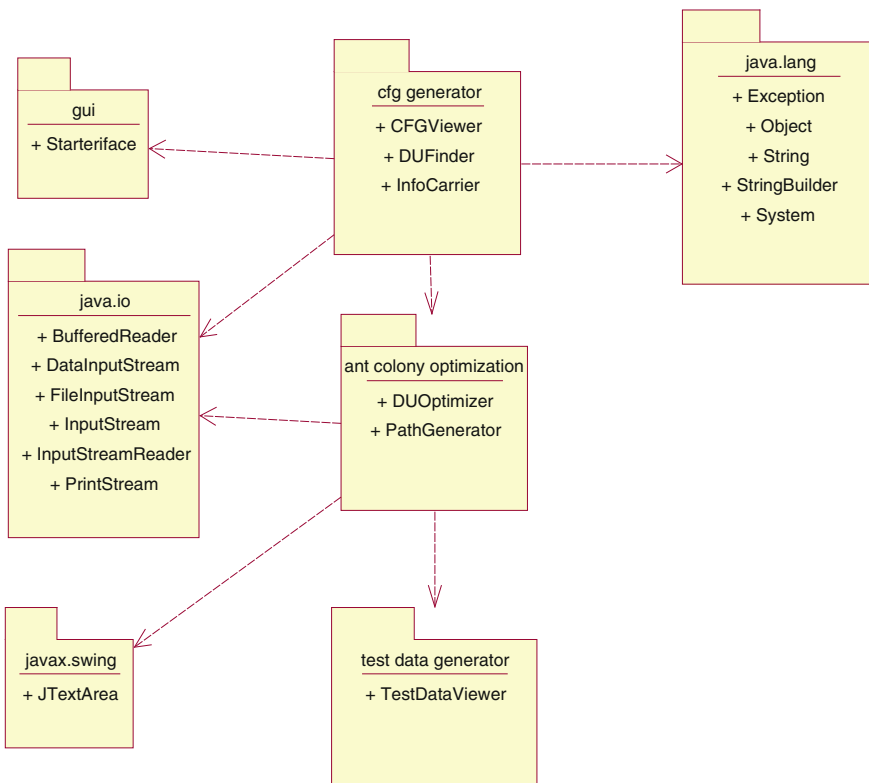 gui
+ Starteriface
cfg generator
+ CFGViewer
+ DUFinder
+ InfoCarrier
java.lang
+ Exception
+ Object
+ String
+ StringBuilder
+ System
java.io
+ BufferedReader
+ DataInputStream
+ FileInputStream
+ InputStream
+ InputStreamReader
+ PrintStream
ant colony optimization
+ DUOptimizer
+ PathGenerator
javax.swing
+ JTextArea
test data generator
+ TestDataViewer